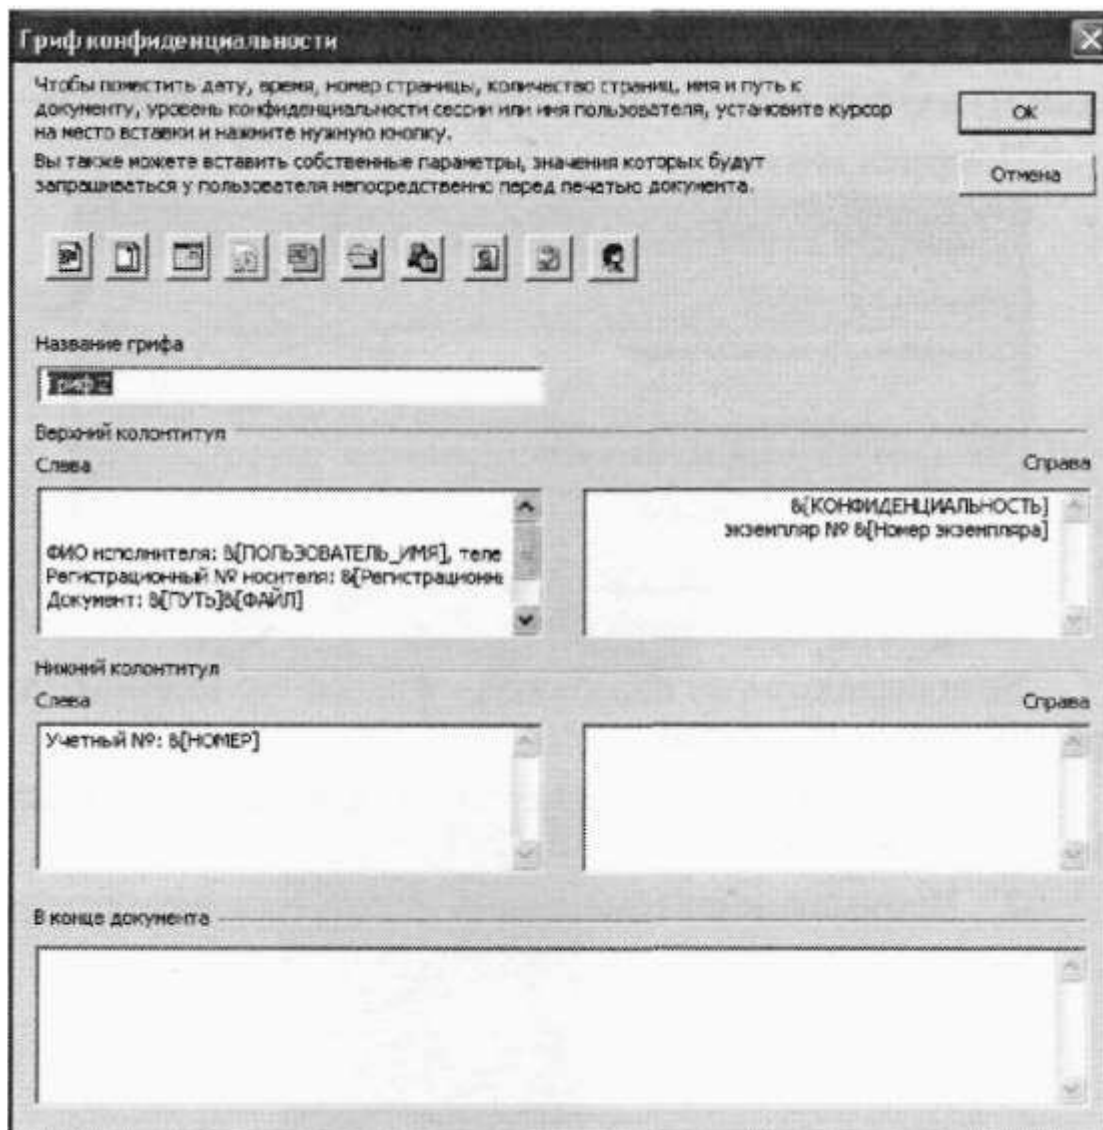 Гриф конфиденциальности
Чтобы поместить дату, время, номер страницы, количество страниц, имя и путь к
документу, уровень конфиденциальности сессии или имя пользователя, установите курсор
на место вставки и нажмите нужную кнопку.
OK
Вы также можете вставить собственные параметры, значения которых будут
запрашиваться у пользователя непосредственно перед печатью документа.
Отмена
Название грифа
Верхний колонтитул
Слева
Справа
&[КОНФИДЕНЦИАЛЬНОСТЬ]
экземпляр № &[Номер экземпляра]
ФИО исполнителя: &[ПОЛЬЗОВАТЕЛЬ_ИМЯ], теле
Регистрационный № носителя: &[Регистрационн
Документ: &[ПУТЬ]&[ФАЙЛ]
Нижний колонтитул
Слева
Справа
Учетный №: &[НОМЕР]
В конце документа